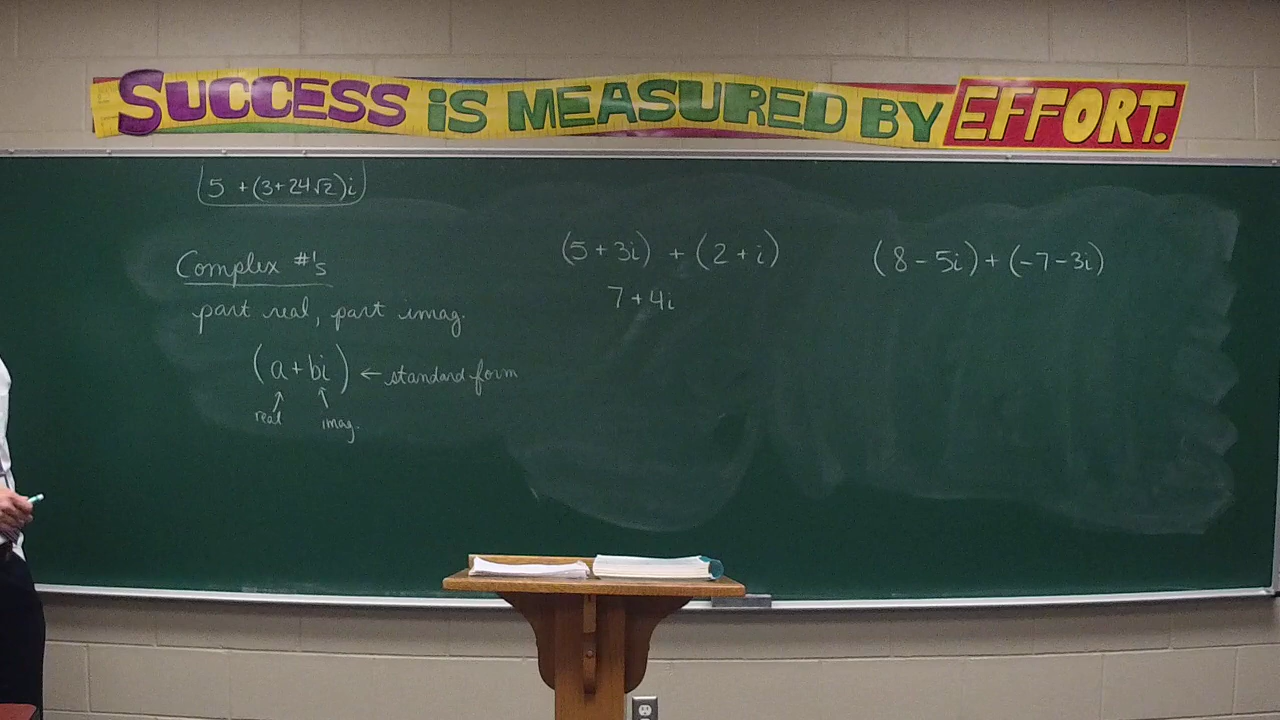 SUCCESS iS MEASURED BY EFFORT.
5 + (3+24√2)i
Complex #'s
part real, part imag.
(a+bi) ← standard form
real
imag.
(5+3i) + (2+i)
7+4i
(8-5i)+(-7-3i)